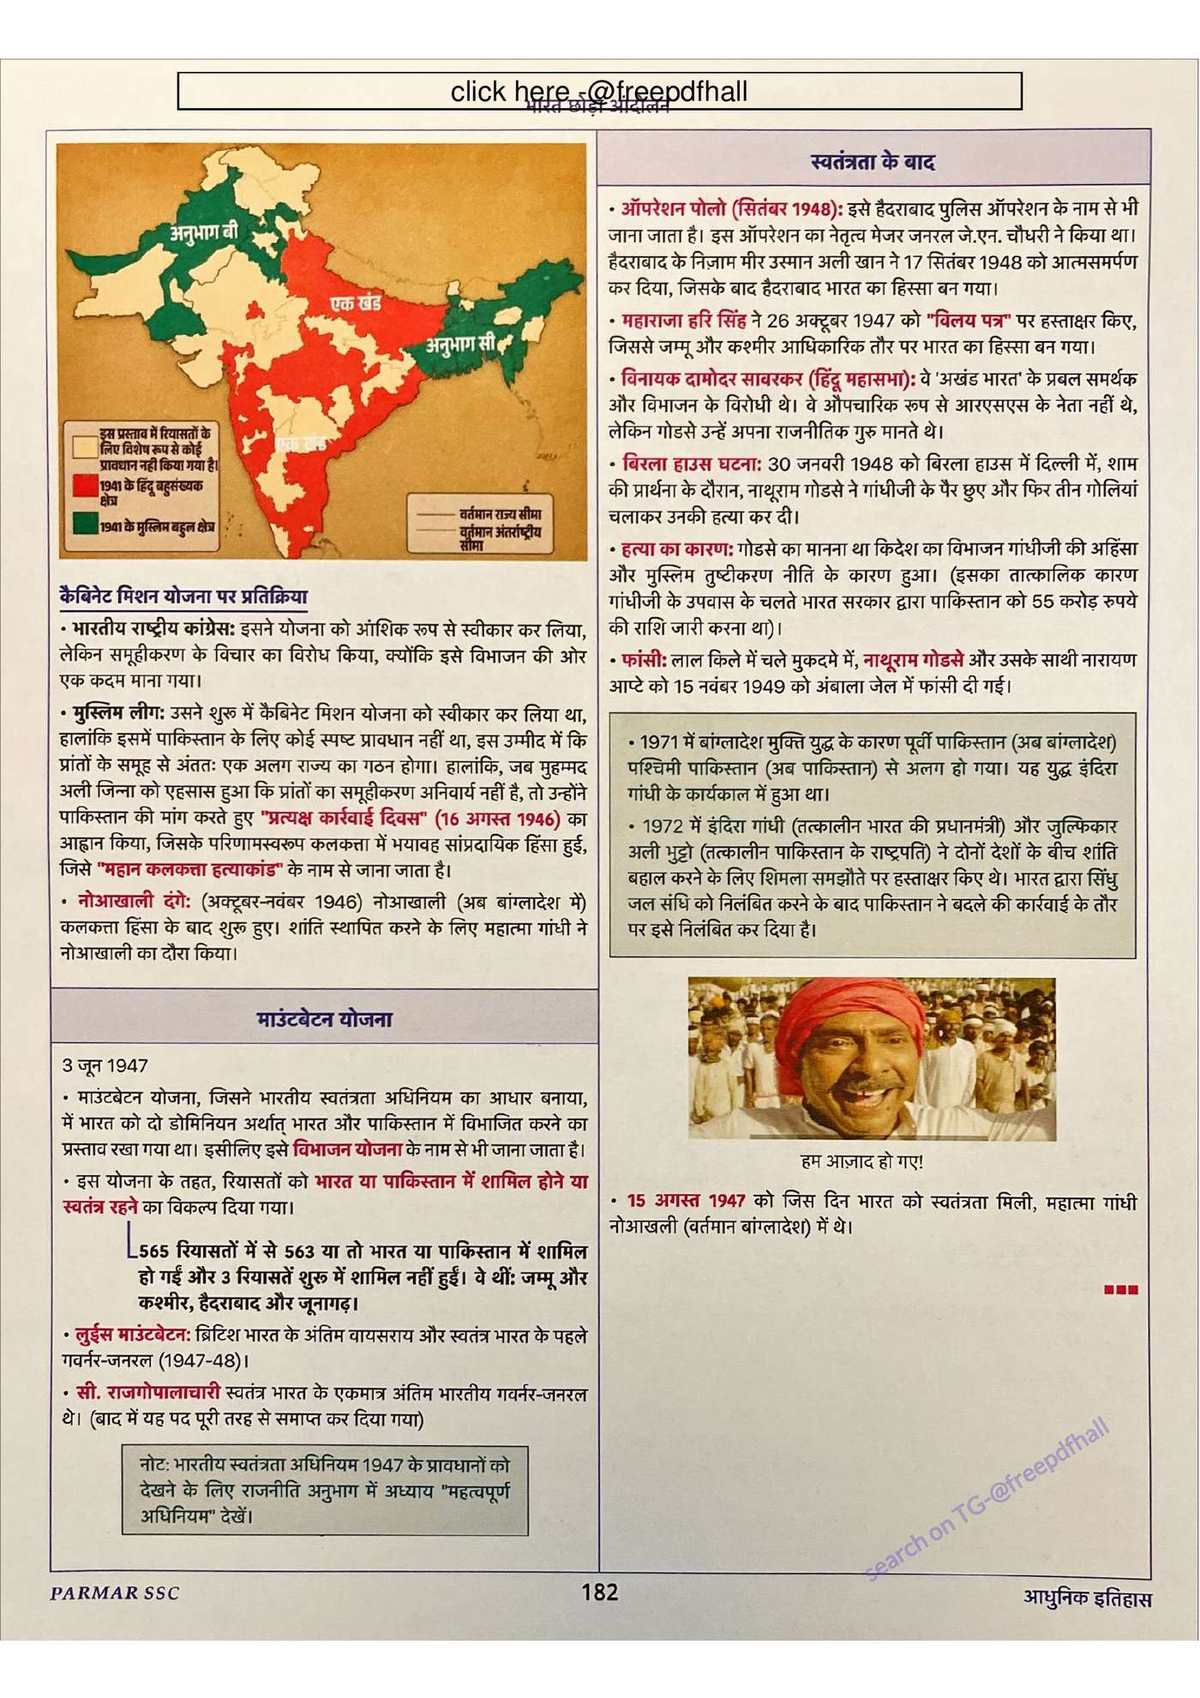 click here -@freepdfhall
भारत छोड़ो आंदोलन
अनुभाग बी
एक खंड
अनुभाग सी
एक खंड
इस प्रस्ताव में रियासतों के
लिए विशेष रूप से कोई
प्रावधान नही किया गया है।
1941 के हिंदू बहुसंख्यक
क्षेत्र
1941 के मुस्लिम बहुल क्षेत्र
वर्तमान राज्य सीमा
वर्तमान अंतर्राष्ट्रीय
सीमा
कैबिनेट मिशन योजना पर प्रतिक्रिया
• भारतीय राष्ट्रीय कांग्रेस: इसने योजना को आंशिक रूप से स्वीकार कर लिया,
लेकिन समूहीकरण के विचार का विरोध किया, क्योंकि इसे विभाजन की ओर
एक कदम माना गया।
• मुस्लिम लीग: उसने शुरू में कैबिनेट मिशन योजना को स्वीकार कर लिया था,
हालांकि इसमें पाकिस्तान के लिए कोई स्पष्ट प्रावधान नहीं था, इस उम्मीद में कि
प्रांतों के समूह से अंततः एक अलग राज्य का गठन होगा। हालांकि, जब मुहम्मद
अली जिन्ना को एहसास हुआ कि प्रांतों का समूहीकरण अनिवार्य नहीं है, तो उन्होंने
पाकिस्तान की मांग करते हुए "प्रत्यक्ष कार्रवाई दिवस" (16 अगस्त 1946) का
आह्वान किया, जिसके परिणामस्वरूप कलकत्ता में भयावह सांप्रदायिक हिंसा हुई,
जिसे "महान कलकत्ता हत्याकांड" के नाम से जाना जाता है।
• नोआखाली दंगे: (अक्टूबर-नवंबर 1946) नोआखाली (अब बांग्लादेश में)
कलकत्ता हिंसा के बाद शुरू हुए। शांति स्थापित करने के लिए महात्मा गांधी ने
नोआखाली का दौरा किया।
माउंटबेटन योजना
3 जून 1947
• माउंटबेटन योजना, जिसने भारतीय स्वतंत्रता अधिनियम का आधार बनाया,
में भारत को दो डोमिनियन अर्थात् भारत और पाकिस्तान में विभाजित करने का
प्रस्ताव रखा गया था। इसीलिए इसे विभाजन योजना के नाम से भी जाना जाता है।
• इस योजना के तहत, रियासतों को भारत या पाकिस्तान में शामिल होने या
स्वतंत्र रहने का विकल्प दिया गया।
565 रियासतों में से 563 या तो भारत या पाकिस्तान में शामिल
हो गईं और 3 रियासतें शुरू में शामिल नहीं हुईं। वे थीं: जम्मू और
कश्मीर, हैदराबाद और जूनागढ़।
• लुईस माउंटबेटन: ब्रिटिश भारत के अंतिम वायसराय और स्वतंत्र भारत के पहले
गवर्नर-जनरल (1947-48)।
• सी. राजगोपालाचारी स्वतंत्र भारत के एकमात्र अंतिम भारतीय गवर्नर-जनरल
थे। (बाद में यह पद पूरी तरह से समाप्त कर दिया गया)
नोट: भारतीय स्वतंत्रता अधिनियम 1947 के प्रावधानों को
देखने के लिए राजनीति अनुभाग में अध्याय "महत्वपूर्ण
अधिनियम" देखें।
स्वतंत्रता के बाद
• ऑपरेशन पोलो (सितंबर 1948): इसे हैदराबाद पुलिस ऑपरेशन के नाम से भी
जाना जाता है। इस ऑपरेशन का नेतृत्व मेजर जनरल जे.एन. चौधरी ने किया था।
हैदराबाद के निज़ाम मीर उस्मान अली खान ने 17 सितंबर 1948 को आत्मसमर्पण
कर दिया, जिसके बाद हैदराबाद भारत का हिस्सा बन गया।
• महाराजा हरि सिंह ने 26 अक्टूबर 1947 को "विलय पत्र" पर हस्ताक्षर किए,
जिससे जम्मू और कश्मीर आधिकारिक तौर पर भारत का हिस्सा बन गया।
• विनायक दामोदर सावरकर (हिंदू महासभा): वे 'अखंड भारत' के प्रबल समर्थक
और विभाजन के विरोधी थे। वे औपचारिक रूप से आरएसएस के नेता नहीं थे,
लेकिन गोडसे उन्हें अपना राजनीतिक गुरु मानते थे।
• बिरला हाउस घटना: 30 जनवरी 1948 को बिरला हाउस में दिल्ली में, शाम
की प्रार्थना के दौरान, नाथूराम गोडसे ने गांधीजी के पैर छुए और फिर तीन गोलियां
चलाकर उनकी हत्या कर दी।
• हत्या का कारण: गोडसे का मानना था किदेश का विभाजन गांधीजी की अहिंसा
और मुस्लिम तुष्टीकरण नीति के कारण हुआ। (इसका तात्कालिक कारण
गांधीजी के उपवास के चलते भारत सरकार द्वारा पाकिस्तान को 55 करोड़ रुपये
की राशि जारी करना था)।
• फांसी: लाल किले में चले मुकदमे में, नाथूराम गोडसे और उसके साथी नारायण
आप्टे को 15 नवंबर 1949 को अंबाला जेल में फांसी दी गई।
• 1971 में बांग्लादेश मुक्ति युद्ध के कारण पूर्वी पाकिस्तान (अब बांग्लादेश)
पश्चिमी पाकिस्तान (अब पाकिस्तान) से अलग हो गया। यह युद्ध इंदिरा
गांधी के कार्यकाल में हुआ था।
• 1972 में इंदिरा गांधी (तत्कालीन भारत की प्रधानमंत्री) और जुल्फिकार
अली भुट्टो (तत्कालीन पाकिस्तान के राष्ट्रपति) ने दोनों देशों के बीच शांति
बहाल करने के लिए शिमला समझौते पर हस्ताक्षर किए थे। भारत द्वारा सिंधु
जल संधि को निलंबित करने के बाद पाकिस्तान ने बदले की कार्रवाई के तौर
पर इसे निलंबित कर दिया है।
हम आज़ाद हो गए!
• 15 अगस्त 1947 को जिस दिन भारत को स्वतंत्रता मिली, महात्मा गांधी
नोआखली (वर्तमान बांग्लादेश) में थे।
search on TG-@freepdfhall
PARMAR SSC
182
आधुनिक इतिहास